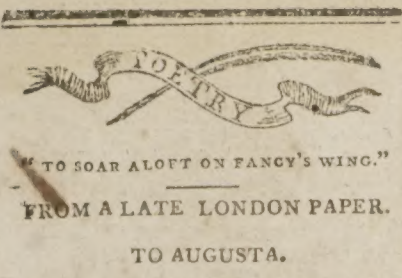 POETRY
"TO SOAR ALOFT ON FANCY'S WING."
FROM A LATE LONDON PAPER.
TO AUGUSTA.